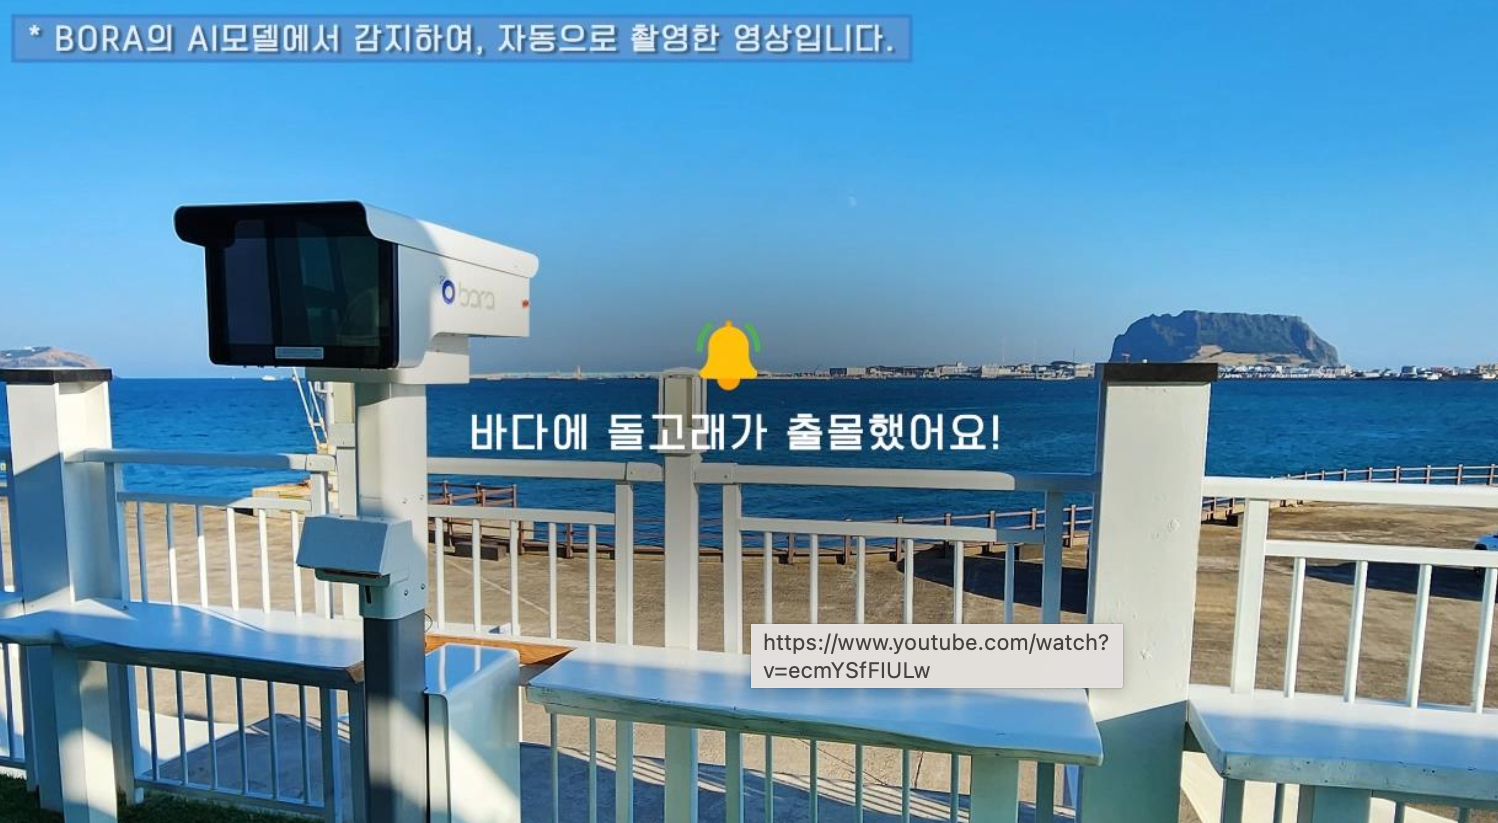 * BORA의 AI모델에서 감지하여, 자동으로 촬영한 영상입니다.
bora
바다에 돌고래가 출몰했어요!
https://www.youtube.com/watch?
v=ecmYSfFIULw